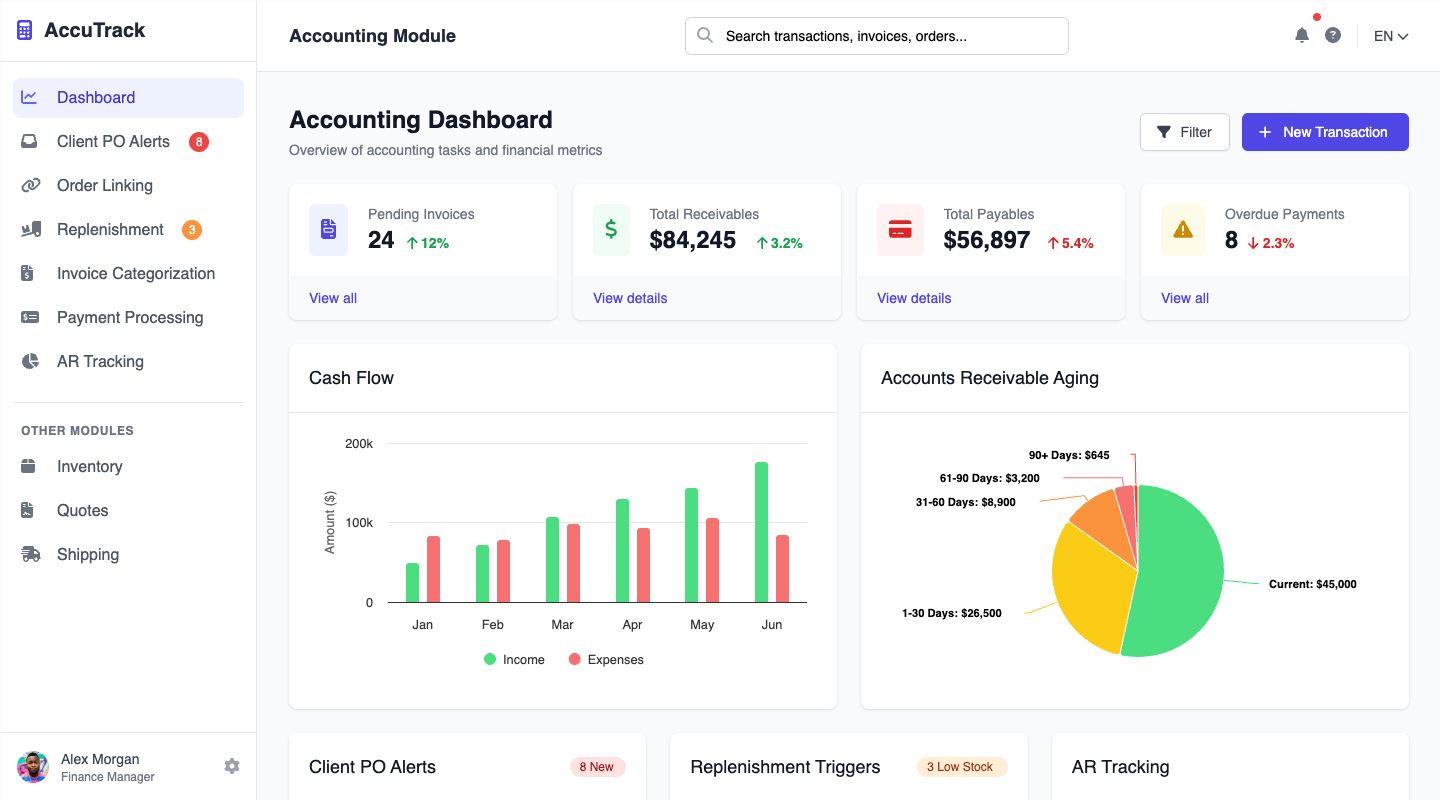 AccuTrack
Dashboard
Client PO Alerts 8
Order Linking
Replenishment 3
Invoice Categorization
Payment Processing
AR Tracking
OTHER MODULES
Inventory
Quotes
Shipping
Alex Morgan
Finance Manager
Accounting Module
Search transactions, invoices, orders...
EN
Accounting Dashboard
Overview of accounting tasks and financial metrics
Filter
New Transaction
Pending Invoices
24 12%
View all
Total Receivables
$84,245 3.2%
View details
Total Payables
$56,897 5.4%
View details
Overdue Payments
8 2.3%
View all
Cash Flow
200k
100k
0
Amount ($)
Jan Feb Mar Apr May Jun
Income Expenses
Accounts Receivable Aging
90+ Days: $645
61-90 Days: $3,200
31-60 Days: $8,900
Current: $45,000
1-30 Days: $26,500
Client PO Alerts 8 New
Replenishment Triggers 3 Low Stock
AR Tracking